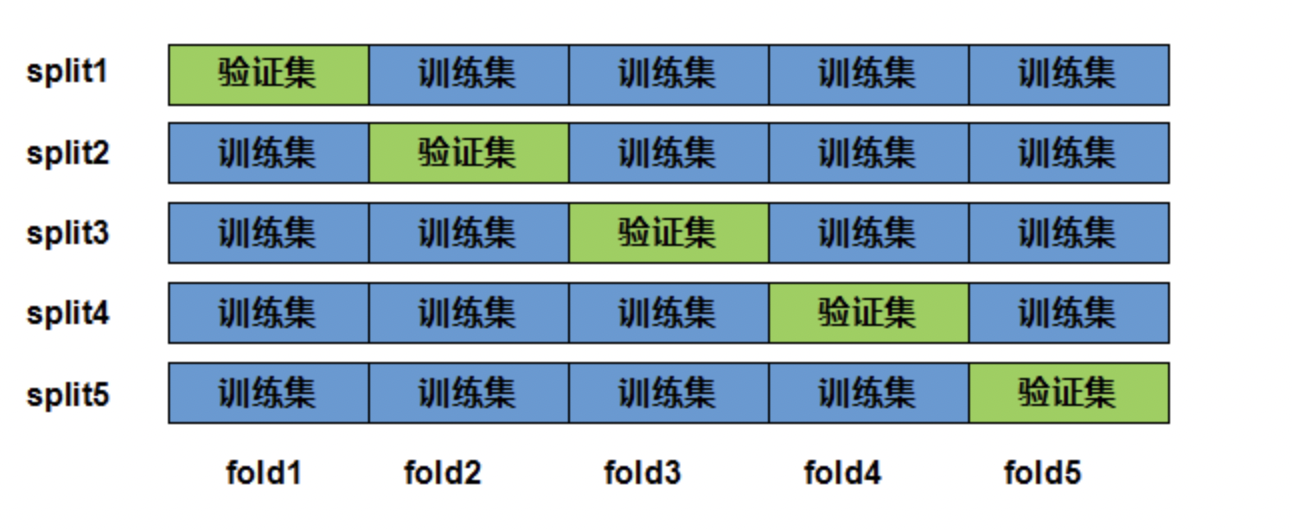 split1 验证集 训练集 训练集 训练集 训练集
split2 训练集 验证集 训练集 训练集 训练集
split3 训练集 训练集 验证集 训练集 训练集
split4 训练集 训练集 训练集 验证集 训练集
split5 训练集 训练集 训练集 训练集 验证集
fold1 fold2 fold3 fold4 fold5